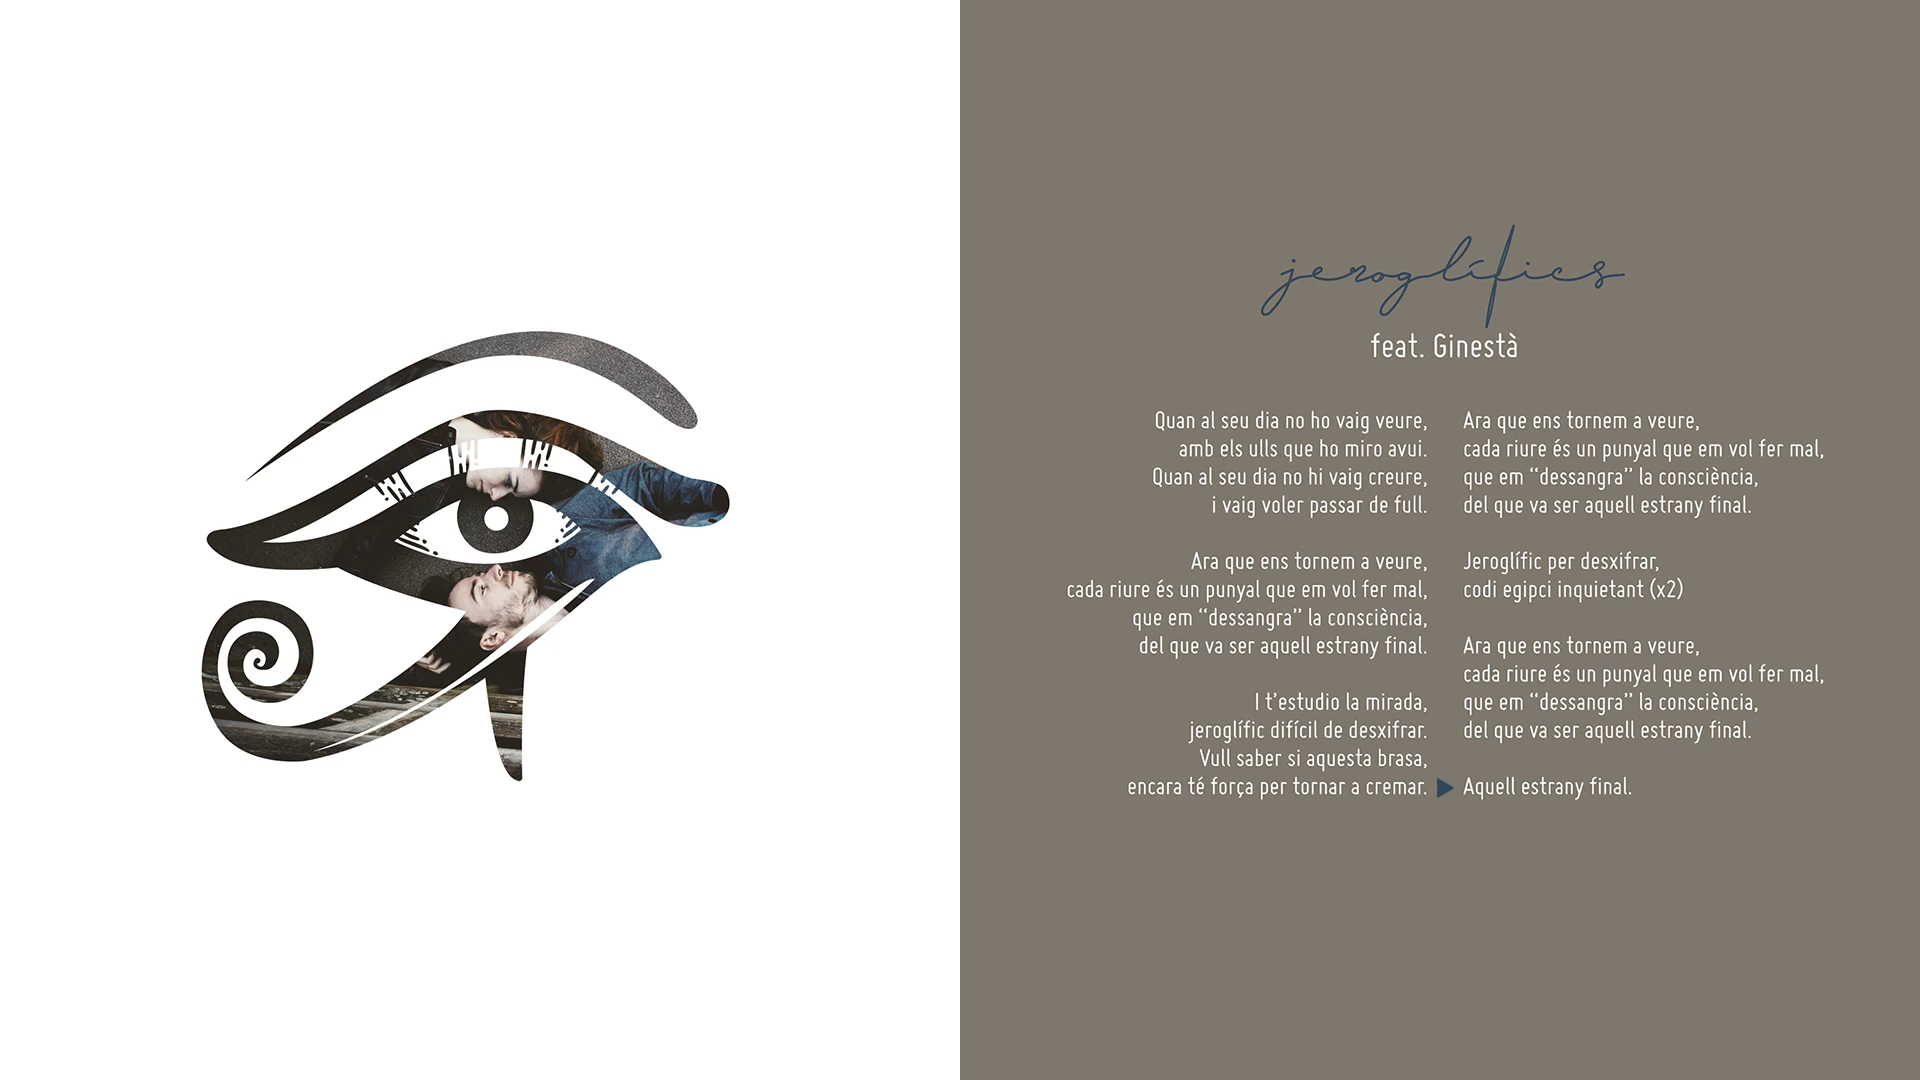 jeroglífics
feat. Ginestà
Quan al seu dia no ho vaig veure,
amb els ulls que ho miro avui.
Quan al seu dia no hi vaig creure,
i vaig voler passar de full.
Ara que ens tornem a veure,
cada riure és un punyal que em vol fer mal,
que em “dessangra” la consciència,
del que va ser aquell estrany final.
I t’estudio la mirada,
jeroglífic difícil de desxifrar.
Vull saber si aquesta brasa,
encara té força per tornar a cremar.
Ara que ens tornem a veure,
cada riure és un punyal que em vol fer mal,
que em “dessangra” la consciència,
del que va ser aquell estrany final.
Jeroglífic per desxifrar,
codi egipci inquietant (x2)
Ara que ens tornem a veure,
cada riure és un punyal que em vol fer mal,
que em “dessangra” la consciència,
del que va ser aquell estrany final.
Aquell estrany final.